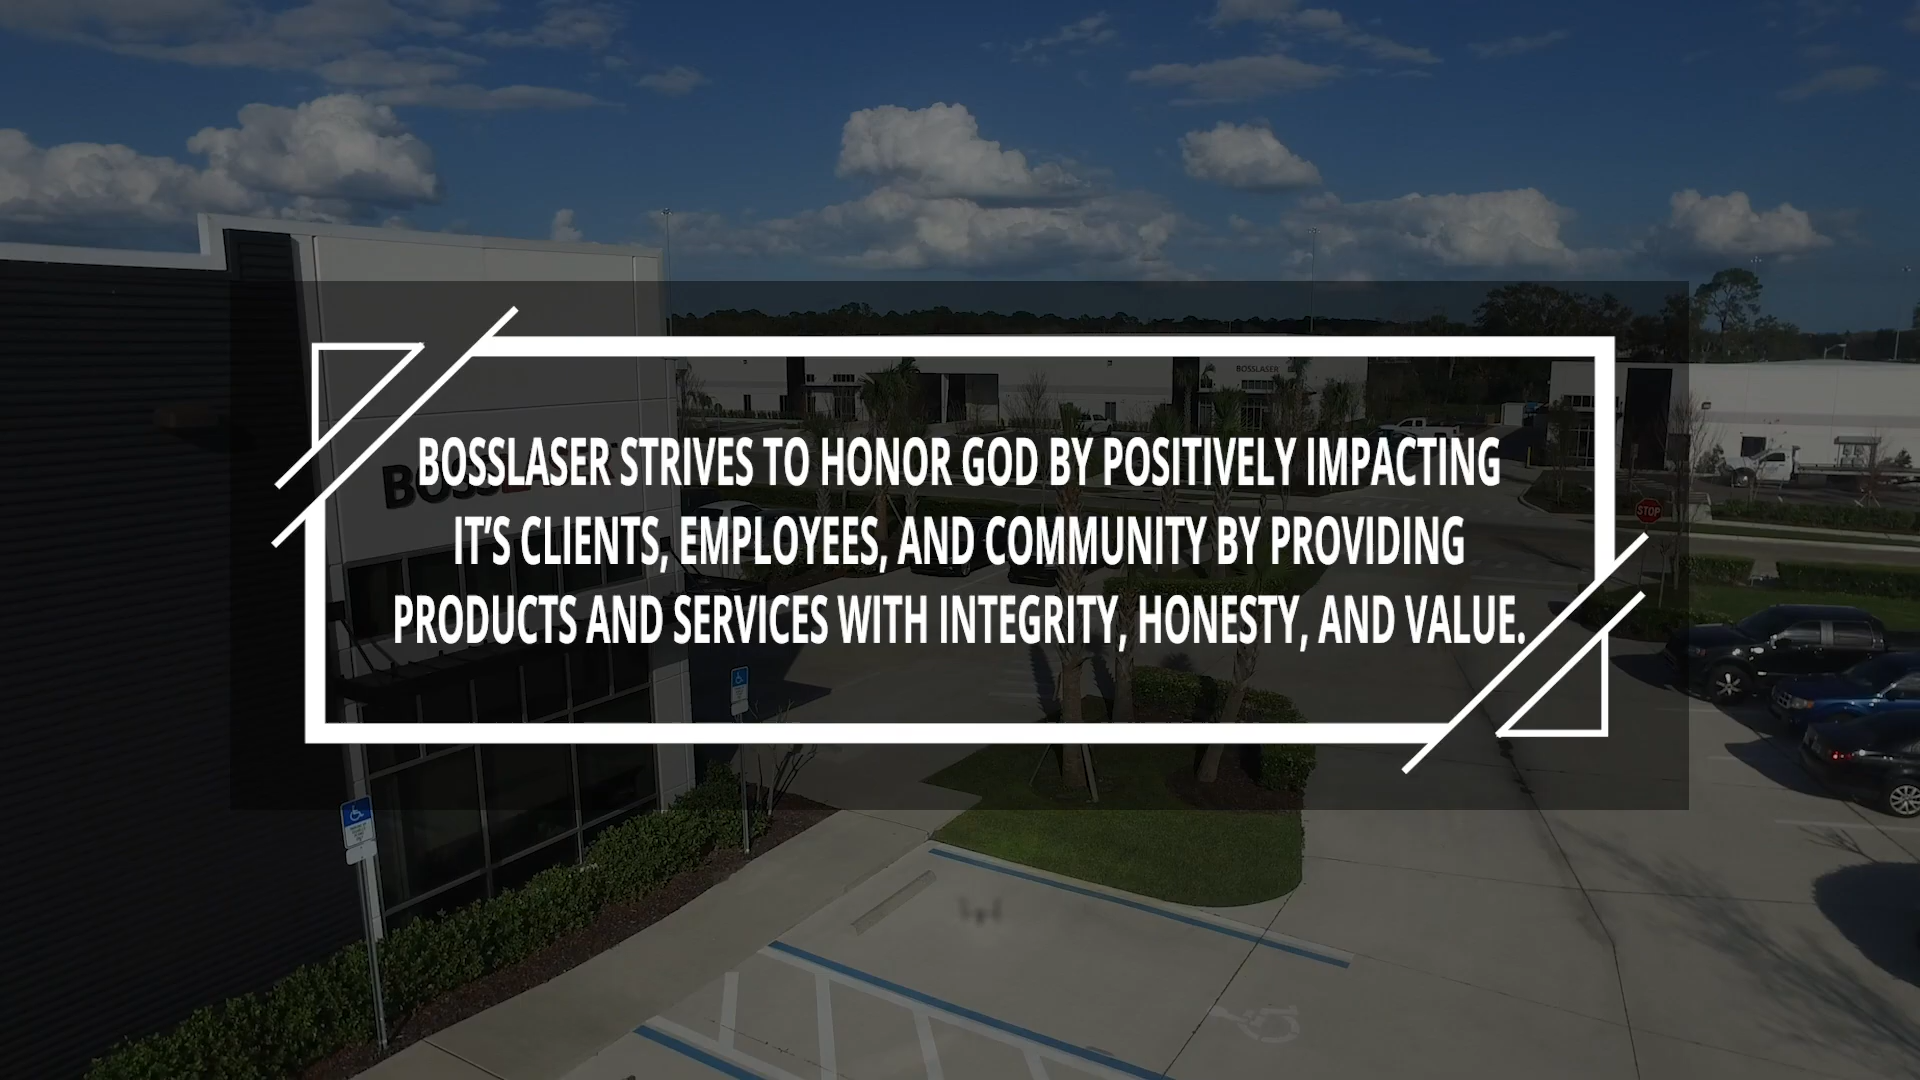 BOSSLASER
BOSSLASER
BOSSLASER STRIVES TO HONOR GOD BY POSITIVELY IMPACTING
IT’S CLIENTS, EMPLOYEES, AND COMMUNITY BY PROVIDING
PRODUCTS AND SERVICES WITH INTEGRITY, HONESTY, AND VALUE.
STOP